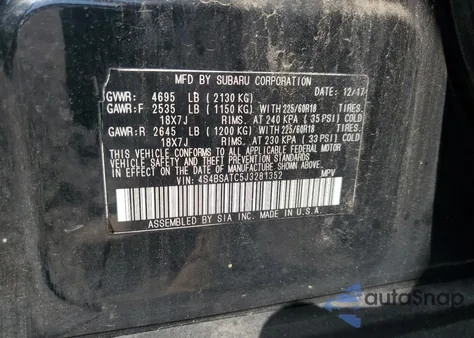 MFD BY SUBARU CORPORATION
DATE: 12/17
GVWR: 4695 LB (2130 KG)
GAWR:F 2535 LB (1150 KG) WITH 225/60R18 TIRES.
18X7J RIMS. AT 240 KPA (35 PSI) COLD
GAWR:R 2645 LB (1200 KG) WITH 225/60R18 TIRES.
18X7J RIMS. AT 230 KPA (33 PSI) COLD
THIS VEHICLE CONFORMS TO ALL APPLICABLE FEDERAL MOTOR
VEHICLE SAFETY AND THEFT PREVENTION STANDARDS IN
EFFECT ON THE DATE OF MANUFACTURE SHOWN ABOVE.
VIN: 4S4BSATC5J3281352 MPV
ASSEMBLED BY SIA INC. MADE IN U.S.A.
autoSnap